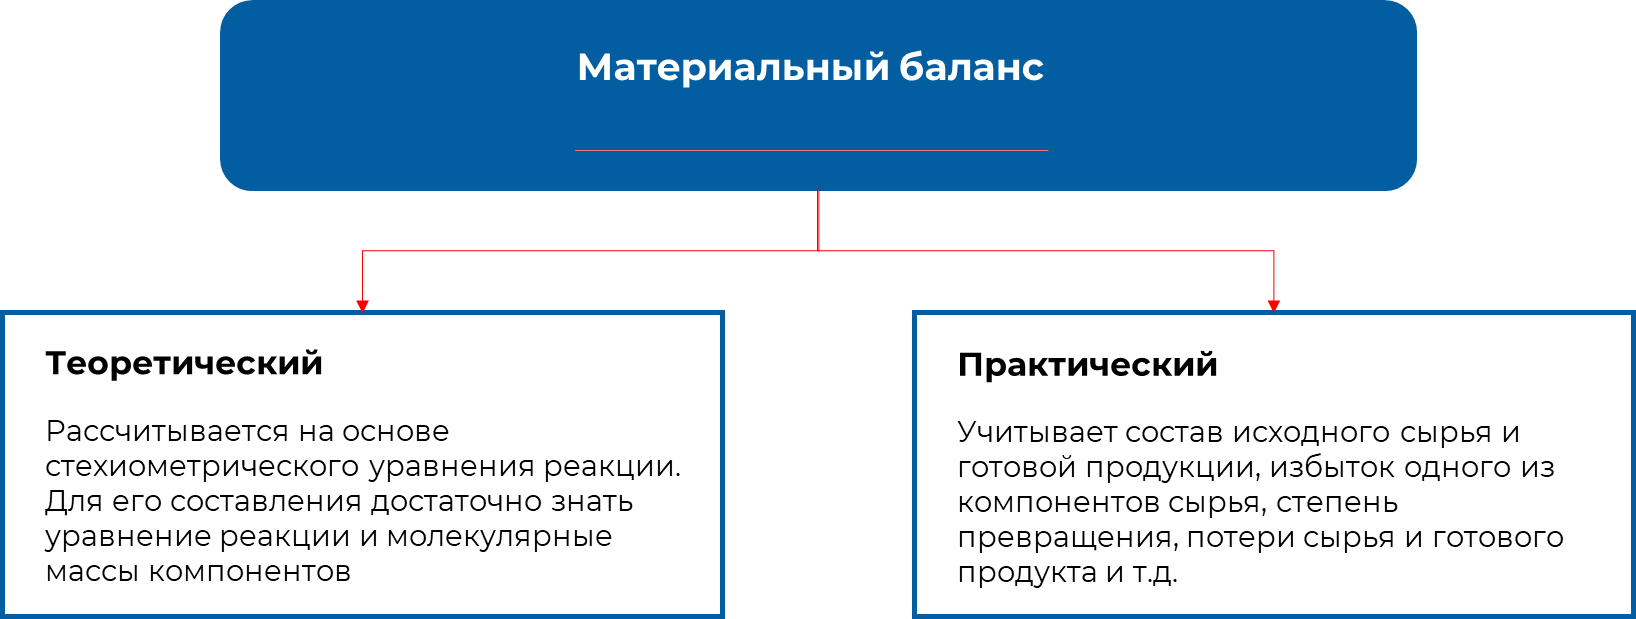 Материальный баланс
Теоретический
Рассчитывается на основе
стехиометрического уравнения реакции.
Для его составления достаточно знать
уравнение реакции и молекулярные
массы компонентов
Практический
Учитывает состав исходного сырья и
готовой продукции, избыток одного из
компонентов сырья, степень
превращения, потери сырья и готового
продукта и т.д.